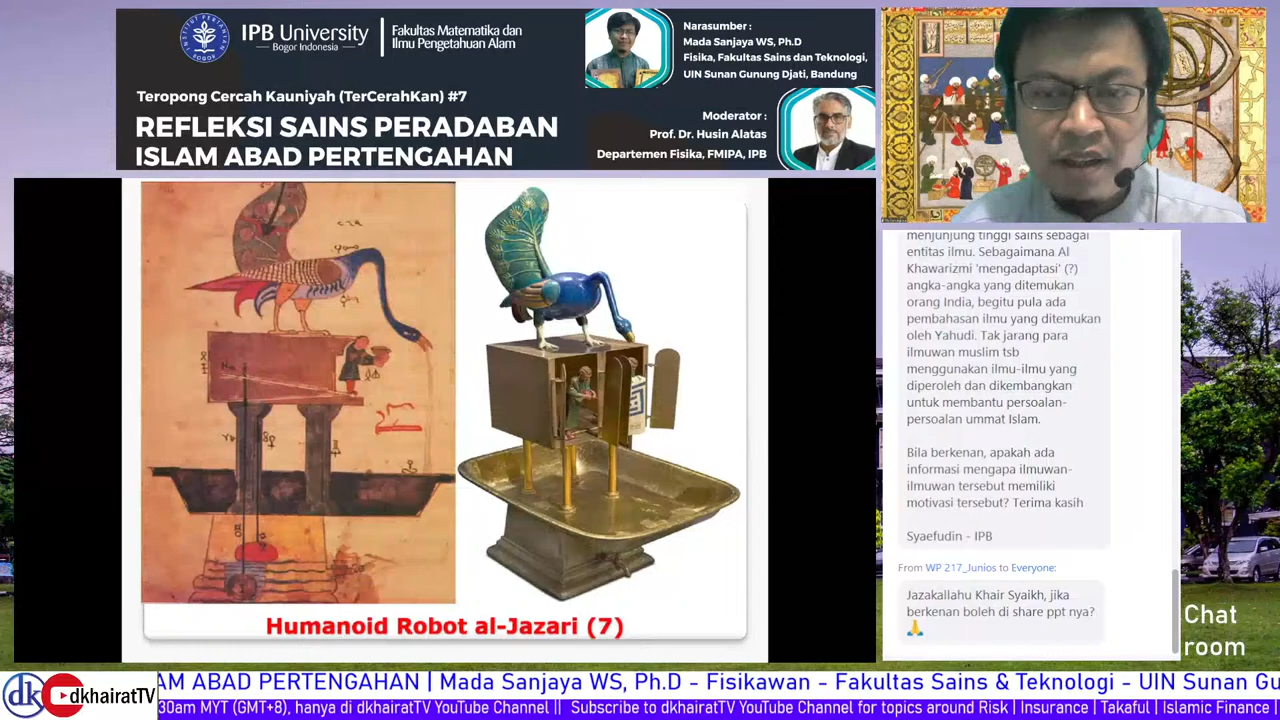 IPB University
Bogor Indonesia
Fakultas Matematika dan
Ilmu Pengetahuan Alam
Teropong Cercah Kauniyah (TerCerahKan) #7
REFLEKSI SAINS PERADABAN
ISLAM ABAD PERTENGAHAN
Narasumber :
Mada Sanjaya WS, Ph.D
Fisika, Fakultas Sains dan Teknologi,
UIN Sunan Gunung Djati, Bandung
Moderator :
Prof. Dr. Husin Alatas
Departemen Fisika, FMIPA, IPB
Humanoid Robot al-Jazari (7)
menjunjung tinggi sains sebagai
entitas ilmu. Sebagaimana Al
Khawarizmi 'mengadaptasi' (?)
angka-angka yang ditemukan
orang India, begitu pula ada
pembahasan ilmu yang ditemukan
oleh Yahudi. Tak jarang para
ilmuwan muslim tsb
menggunakan ilmu-ilmu yang
diperoleh dan dikembangkan
untuk membantu persoalan-
persoalan ummat Islam.
Bila berkenan, apakah ada
informasi mengapa ilmuwan-
ilmuwan tersebut memiliki
motivasi tersebut? Terima kasih
Syaefudin - IPB
From WP 217_Junios to Everyone:
Jazakallahu Khair Syaikh, jika
berkenan boleh di share ppt nya?
🙏
Chat
room
dk dkhairatTV
AM ABAD PERTENGAHAN | Mada Sanjaya WS, Ph.D - Fisikawan - Fakultas Sains & Teknologi - UIN Sunan Gu
30am MYT (GMT+8), hanya di dkhairatTV YouTube Channel || Subscribe to dkhairatTV YouTube Channel for topics around Risk | Insurance | Takaful | Islamic Finance |